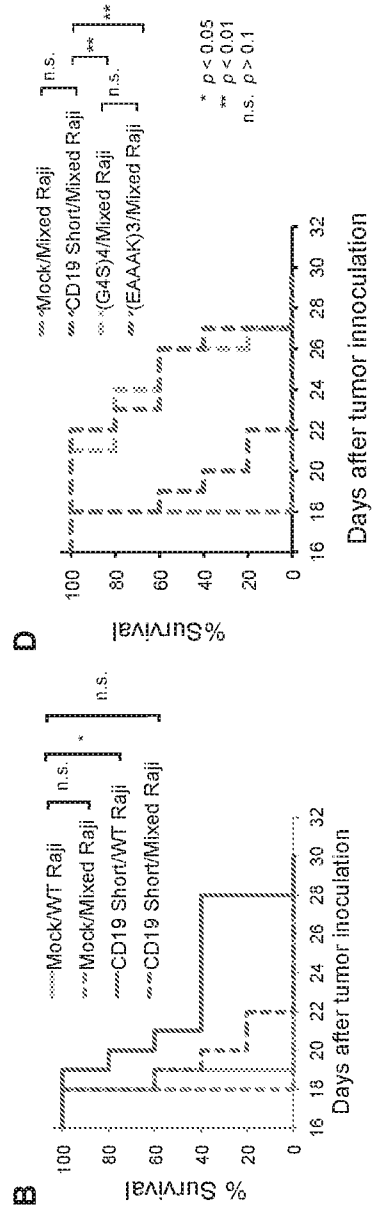 B
% Survival
100
80
60
40
20
0
16 18 20 22 24 26 28 30 32
Days after tumor inoculation
Mock/WT Raji
Mock/Mixed Raji
CD19 Short/WT Raji
CD19 Short/Mixed Raji
n.s.
*
n.s.
D
%Survival
100
80
60
40
20
0
16 18 20 22 24 26 28 30 32
Days after tumor innoculation
Mock/Mixed Raji
CD19 Short/Mixed Raji
(G4S)4/Mixed Raji
(EAAAK)3/Mixed Raji
n.s.
**
**
n.s.
* p < 0.05
** p < 0.01
n.s. p > 0.1